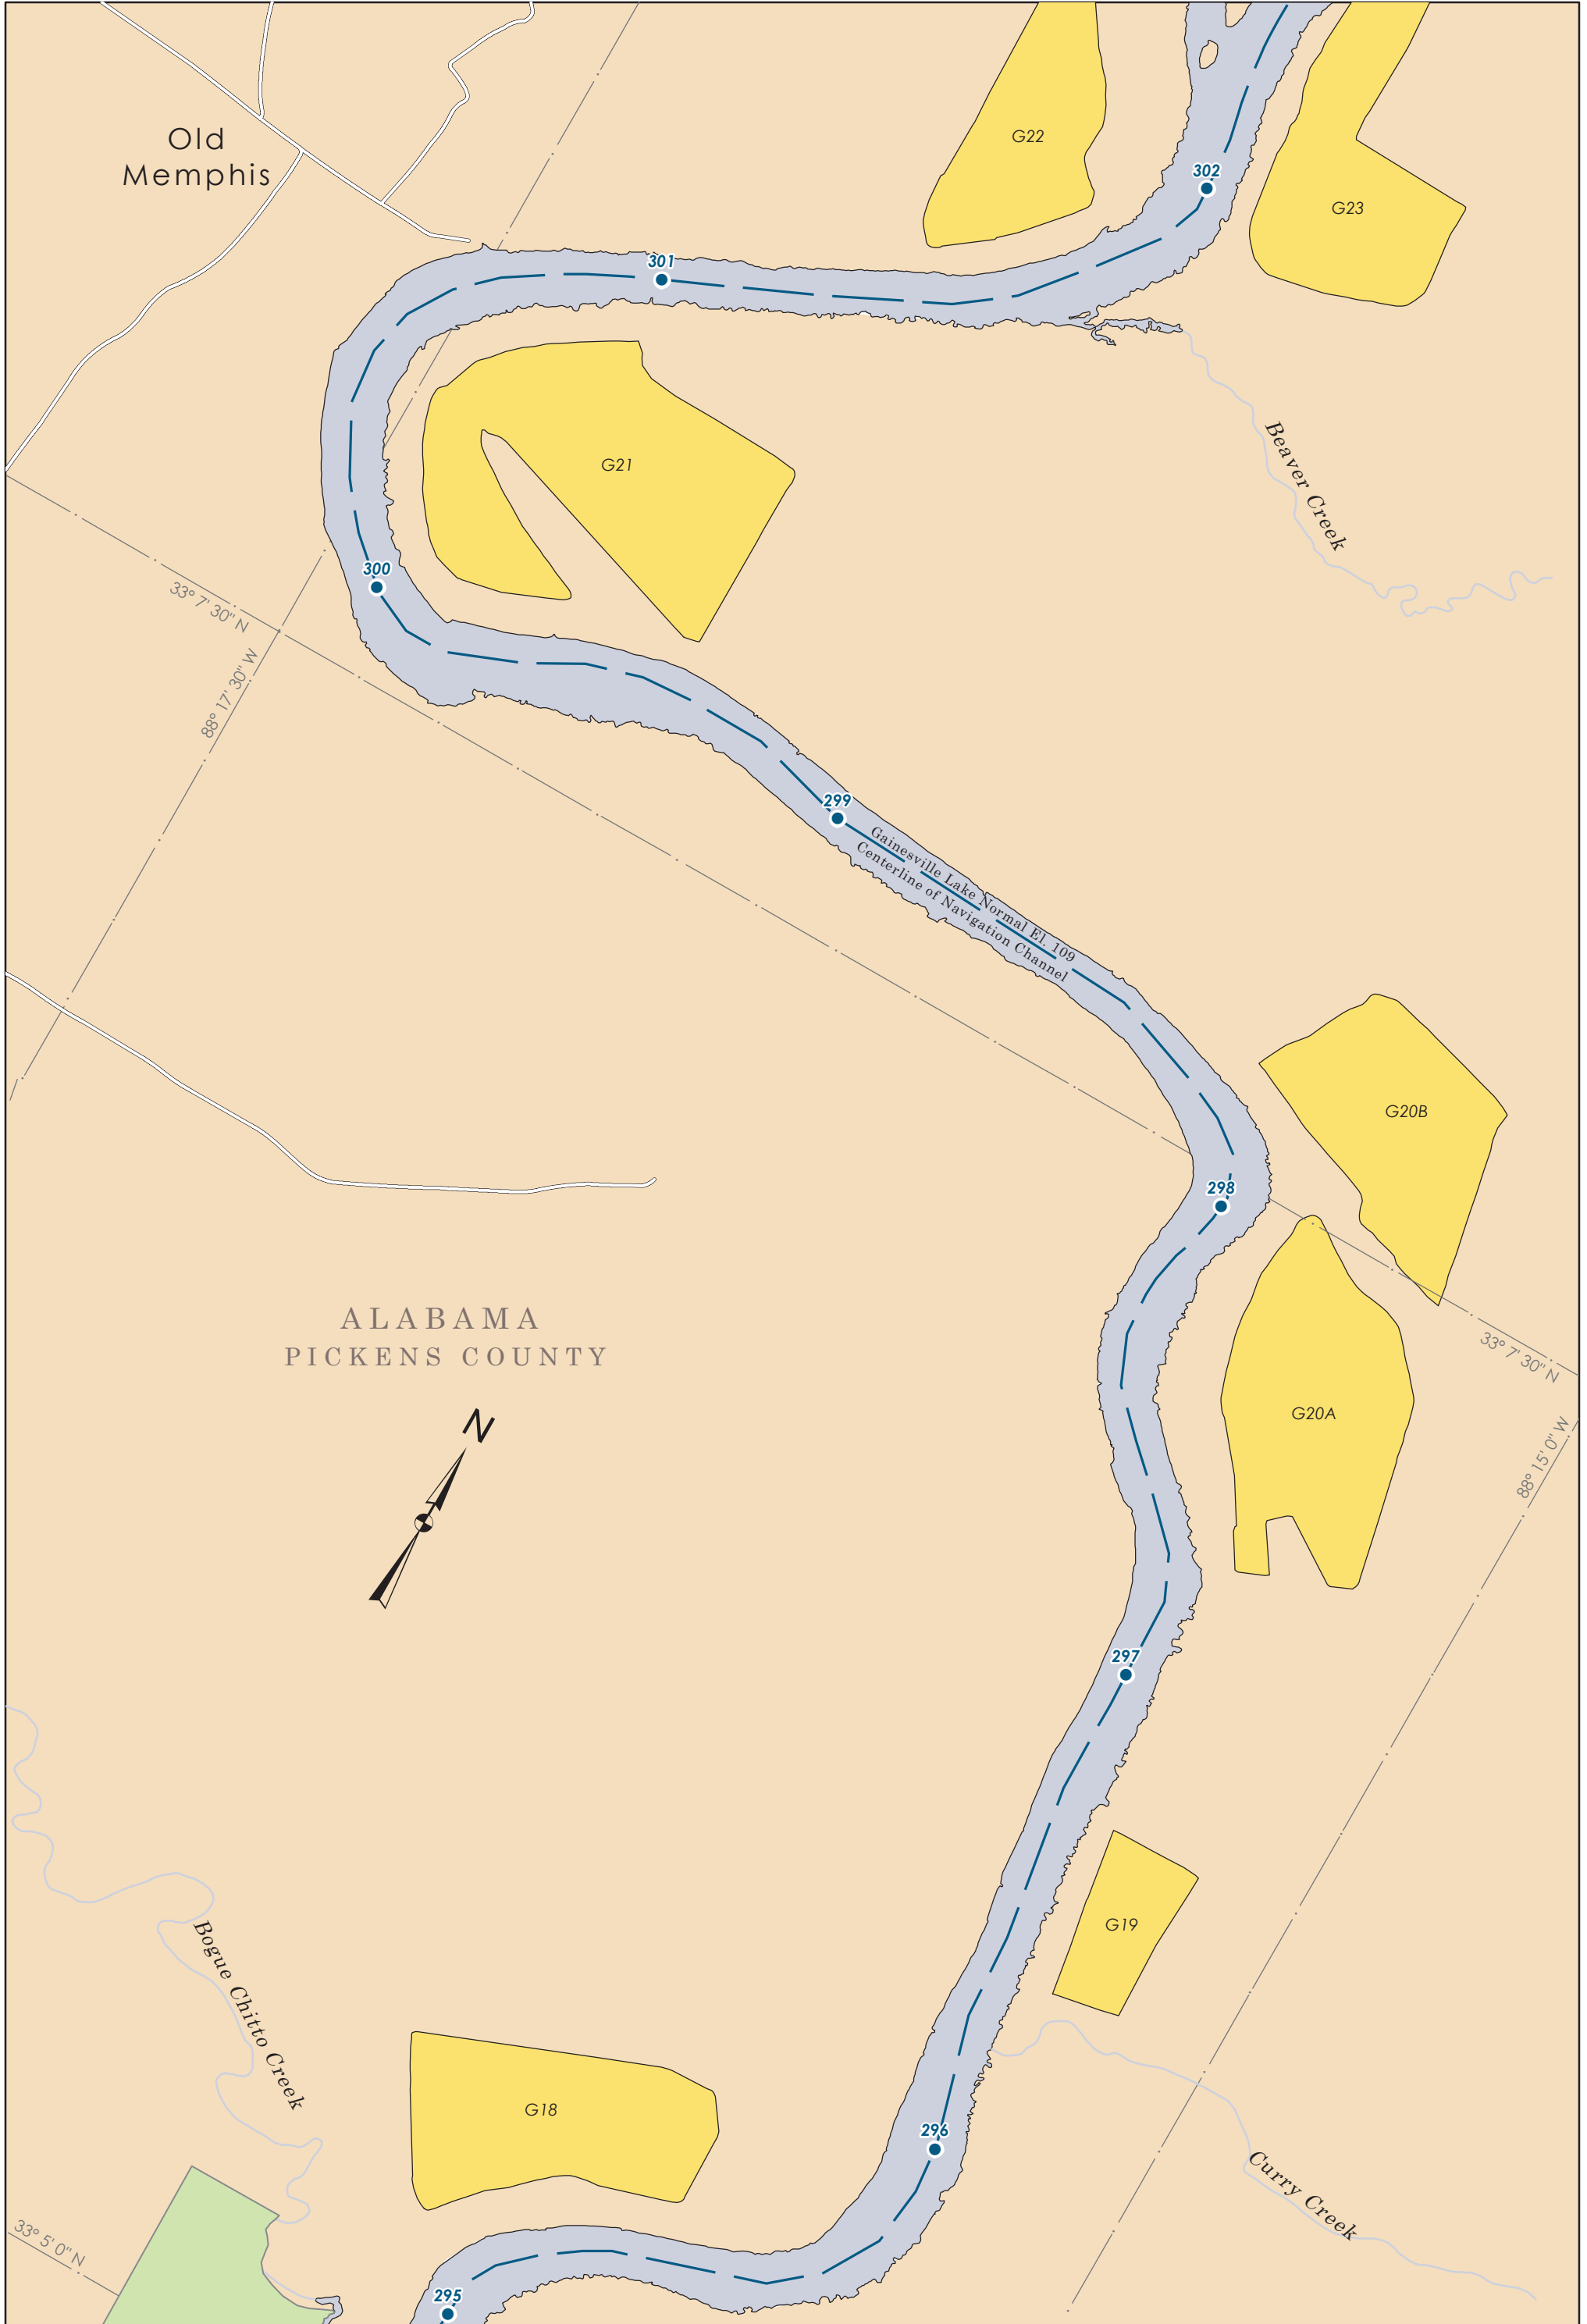 Old
Memphis
G22
302
G23
301
G21
Beaver Creek
300
33° 7' 30" N
88° 17' 30" W
299
Gainesville Lake Normal El. 109
Centerline of Navigation Channel
G20B
298
ALABAMA
PICKENS COUNTY
33° 7' 30" N
G20A
88° 15' 0" W
N
297
G19
Bogue Chitto Creek
G18
296
Curry Creek
33° 5' 0" N
295